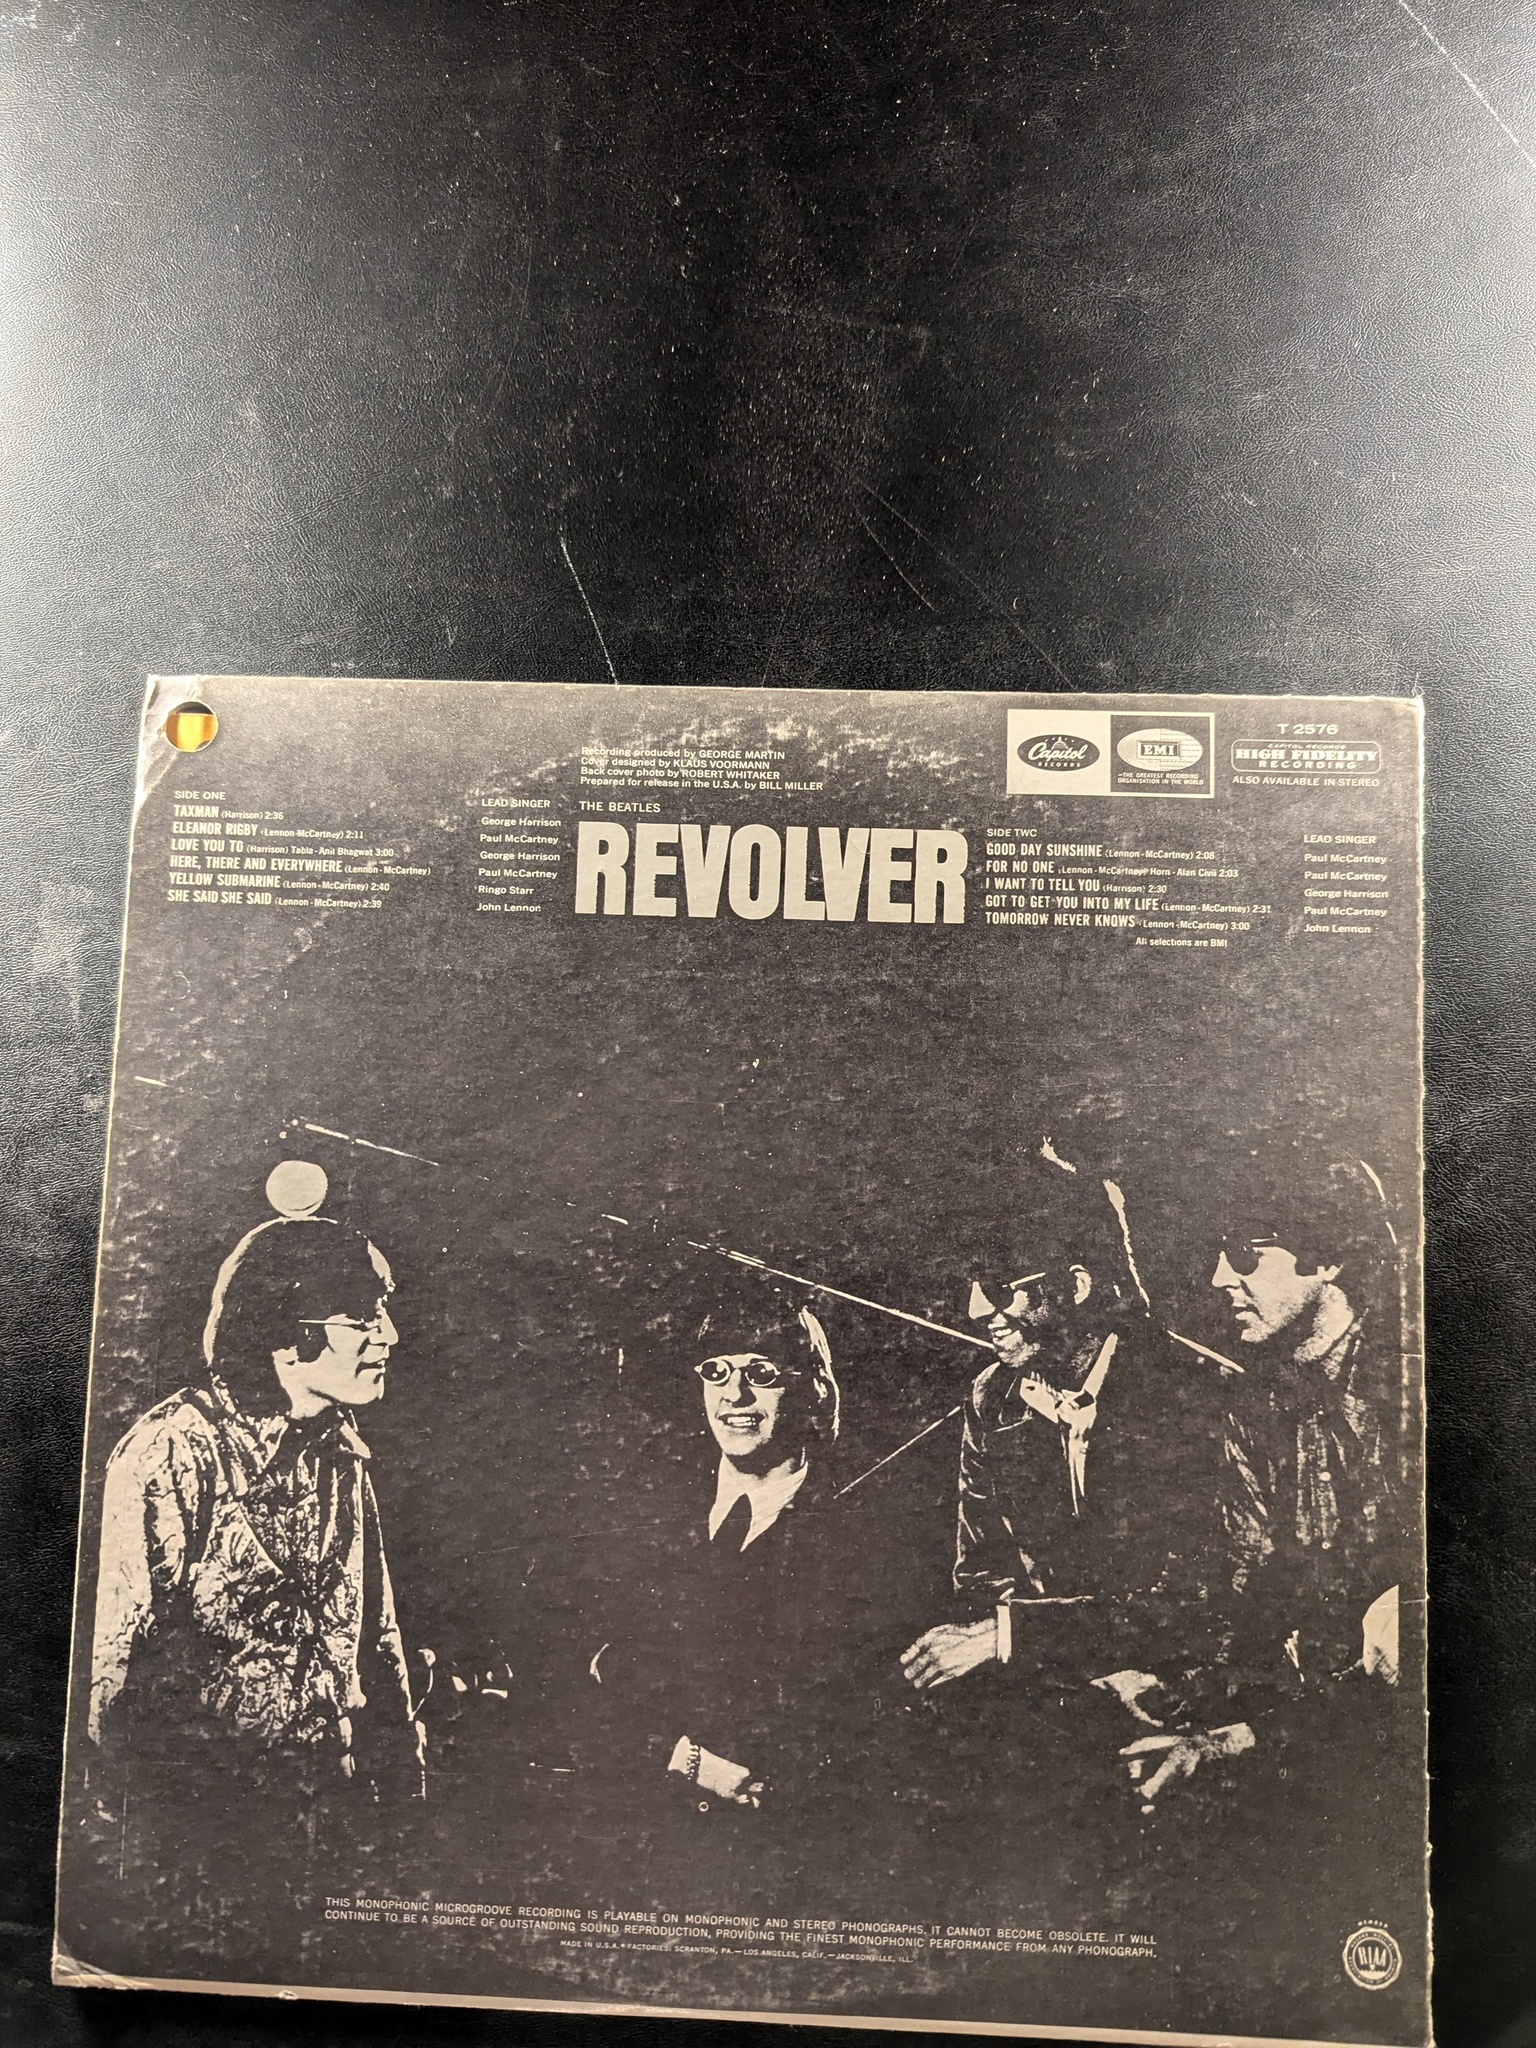 Recording produced by GEORGE MARTIN
Cover designed by KLAUS VOORMANN
Back cover photo by ROBERT WHITAKER
Prepared for release in the U.S.A. by BILL MILLER
Capitol
RECORDS
EMI
—THE GREATEST RECORDING
ORGANISATION IN THE WORLD
T 2576
CAPITOL RECORDS
HIGH FIDELITY
RECORDING
ALSO AVAILABLE IN STEREO
SIDE ONE
LEAD SINGER
TAXMAN (Harrison) 2:36
George Harrison
ELEANOR RIGBY (Lennon-McCartney) 2:11
Paul McCartney
LOVE YOU TO (Harrison) Tabla-Anil Bhagwat 3:00
George Harrison
HERE, THERE AND EVERYWHERE (Lennon-McCartney)
Paul McCartney
YELLOW SUBMARINE (Lennon-McCartney) 2:40
Ringo Starr
SHE SAID SHE SAID (Lennon-McCartney) 2:39
John Lennon
THE BEATLES
REVOLVER
SIDE TWO
LEAD SINGER
GOOD DAY SUNSHINE (Lennon-McCartney) 2:08
Paul McCartney
FOR NO ONE (Lennon-McCartney) Horn-Alan Civil 2:03
Paul McCartney
I WANT TO TELL YOU (Harrison) 2:30
George Harrison
GOT TO GET YOU INTO MY LIFE (Lennon-McCartney) 2:31
Paul McCartney
TOMORROW NEVER KNOWS (Lennon-McCartney) 3:00
John Lennon
All selections are BMI
THIS MONOPHONIC MICROGROOVE RECORDING IS PLAYABLE ON MONOPHONIC AND STEREO PHONOGRAPHS. IT CANNOT BECOME OBSOLETE. IT WILL
CONTINUE TO BE A SOURCE OF OUTSTANDING SOUND REPRODUCTION, PROVIDING THE FINEST MONOPHONIC PERFORMANCE FROM ANY PHONOGRAPH.
MADE IN U.S.A. • FACTORIES: SCRANTON, PA.—LOS ANGELES, CALIF.—JACKSONVILLE, ILL.
MEMBER